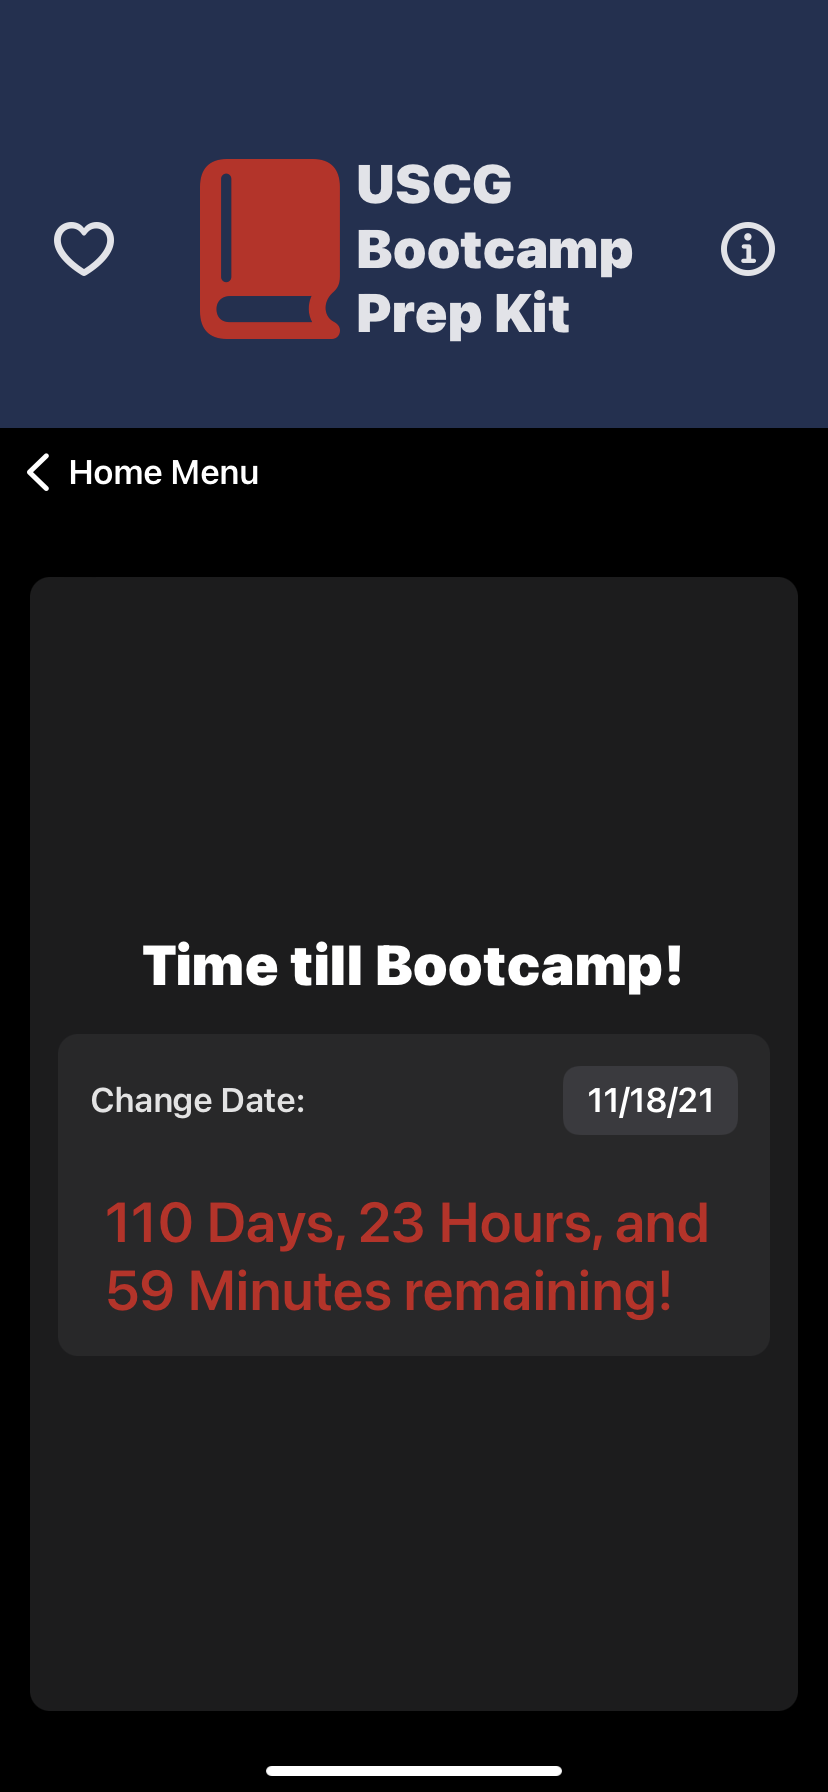 USCG
Bootcamp
Prep Kit
Home Menu
Time till Bootcamp!
Change Date:
11/18/21
110 Days, 23 Hours, and
59 Minutes remaining!